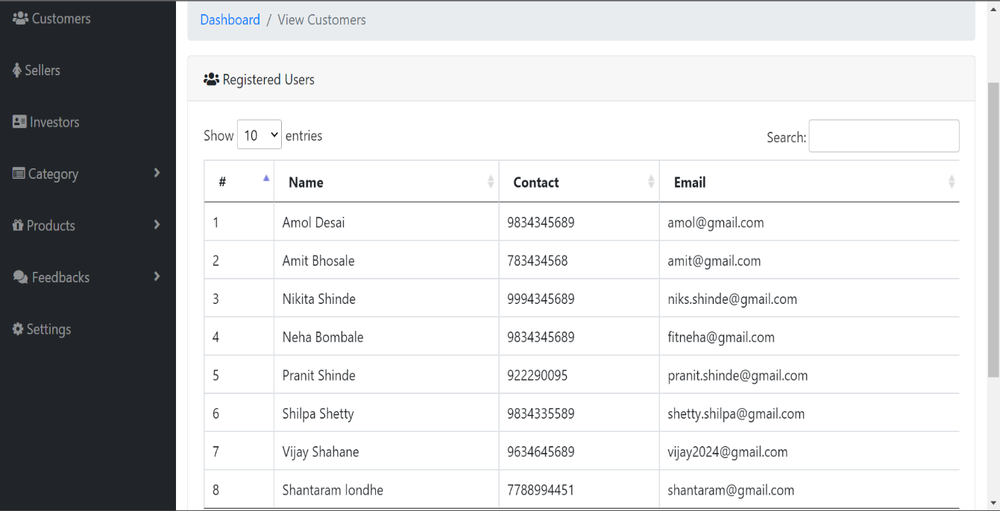 Customers
Sellers
Investors
Category
Products
Feedbacks
Settings
Dashboard / View Customers
Registered Users
Show 10 entries
Search:
# Name Contact Email
1 Amol Desai 9834345689 amol@gmail.com
2 Amit Bhosale 783434568 amit@gmail.com
3 Nikita Shinde 9994345689 niks.shinde@gmail.com
4 Neha Bombale 9834345689 fitneha@gmail.com
5 Pranit Shinde 922290095 pranit.shinde@gmail.com
6 Shilpa Shetty 9834335589 shetty.shilpa@gmail.com
7 Vijay Shahane 9634645689 vijay2024@gmail.com
8 Shantaram londhe 7788994451 shantaram@gmail.com